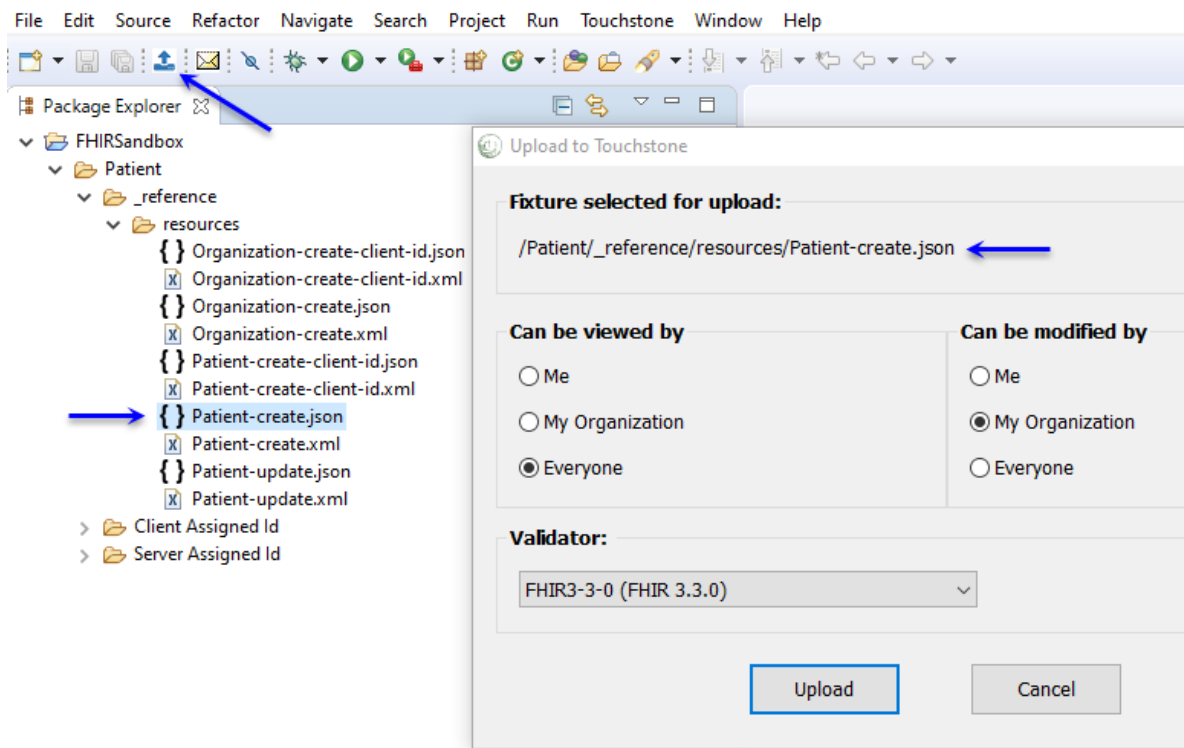 File Edit Source Refactor Navigate Search Project Run Touchstone Window Help
Package Explorer
FHIRSandbox
Patient
_reference
resources
Organization-create-client-id.json
Organization-create-client-id.xml
Organization-create.json
Organization-create.xml
Patient-create-client-id.json
Patient-create-client-id.xml
Patient-create.json
Patient-create.xml
Patient-update.json
Patient-update.xml
Client Assigned Id
Server Assigned Id
Upload to Touchstone
Fixture selected for upload:
/Patient/_reference/resources/Patient-create.json
Can be viewed by
Me
My Organization
Everyone
Can be modified by
Me
My Organization
Everyone
Validator:
FHIR3-3-0 (FHIR 3.3.0)
Upload
Cancel